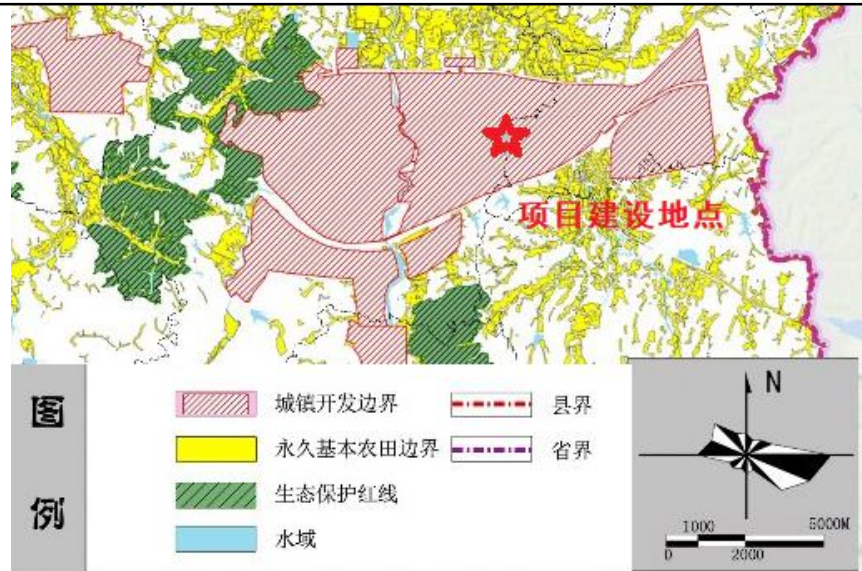 项目建设地点
图例
城镇开发边界
县界
永久基本农田边界
省界
生态保护红线
水域
N
1000
5000M
0
2000